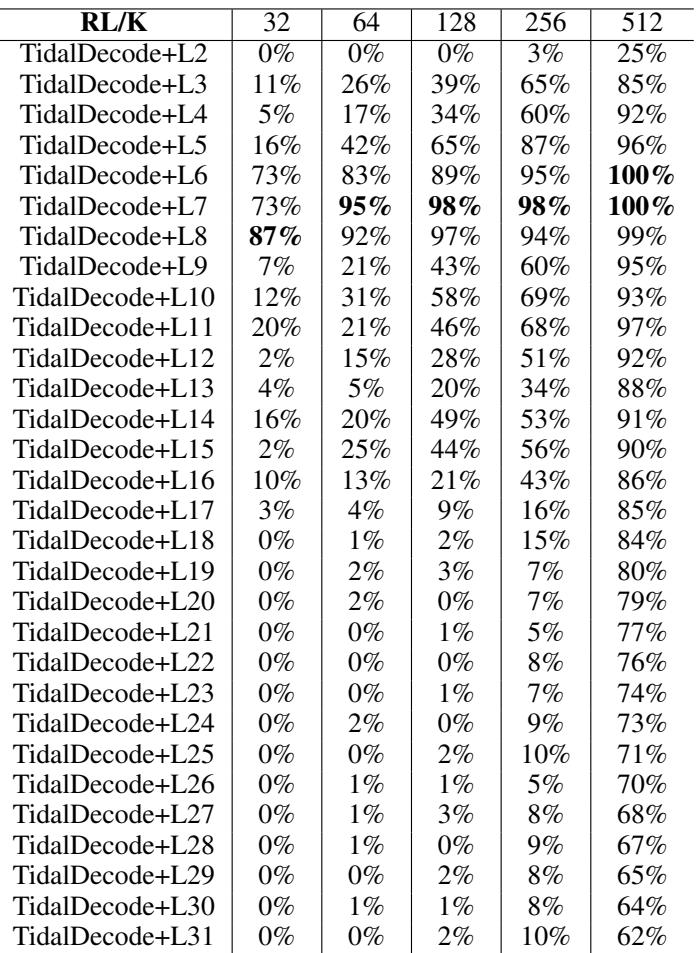 RL/K 32 64 128 256 512
TidalDecode+L2 0% 0% 0% 3% 25%
TidalDecode+L3 11% 26% 39% 65% 85%
TidalDecode+L4 5% 17% 34% 60% 92%
TidalDecode+L5 16% 42% 65% 87% 96%
TidalDecode+L6 73% 83% 89% 95% 100%
TidalDecode+L7 73% 95% 98% 98% 100%
TidalDecode+L8 87% 92% 97% 94% 99%
TidalDecode+L9 7% 21% 43% 60% 95%
TidalDecode+L10 12% 31% 58% 69% 93%
TidalDecode+L11 20% 21% 46% 68% 97%
TidalDecode+L12 2% 15% 28% 51% 92%
TidalDecode+L13 4% 5% 20% 34% 88%
TidalDecode+L14 16% 20% 49% 53% 91%
TidalDecode+L15 2% 25% 44% 56% 90%
TidalDecode+L16 10% 13% 21% 43% 86%
TidalDecode+L17 3% 4% 9% 16% 85%
TidalDecode+L18 0% 1% 2% 15% 84%
TidalDecode+L19 0% 2% 3% 7% 80%
TidalDecode+L20 0% 2% 0% 7% 79%
TidalDecode+L21 0% 0% 1% 5% 77%
TidalDecode+L22 0% 0% 0% 8% 76%
TidalDecode+L23 0% 0% 1% 7% 74%
TidalDecode+L24 0% 2% 0% 9% 73%
TidalDecode+L25 0% 0% 2% 10% 71%
TidalDecode+L26 0% 1% 1% 5% 70%
TidalDecode+L27 0% 1% 3% 8% 68%
TidalDecode+L28 0% 1% 0% 9% 67%
TidalDecode+L29 0% 0% 2% 8% 65%
TidalDecode+L30 0% 1% 1% 8% 64%
TidalDecode+L31 0% 0% 2% 10% 62%